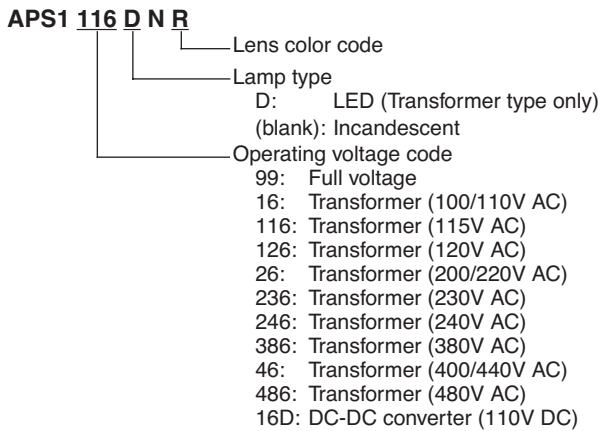 APS1 116 D N R
Lens color code
Lamp type
D: LED (Transformer type only)
(blank): Incandescent
Operating voltage code
99: Full voltage
16: Transformer (100/110V AC)
116: Transformer (115V AC)
126: Transformer (120V AC)
26: Transformer (200/220V AC)
236: Transformer (230V AC)
246: Transformer (240V AC)
386: Transformer (380V AC)
46: Transformer (400/440V AC)
486: Transformer (480V AC)
16D: DC-DC converter (110V DC)